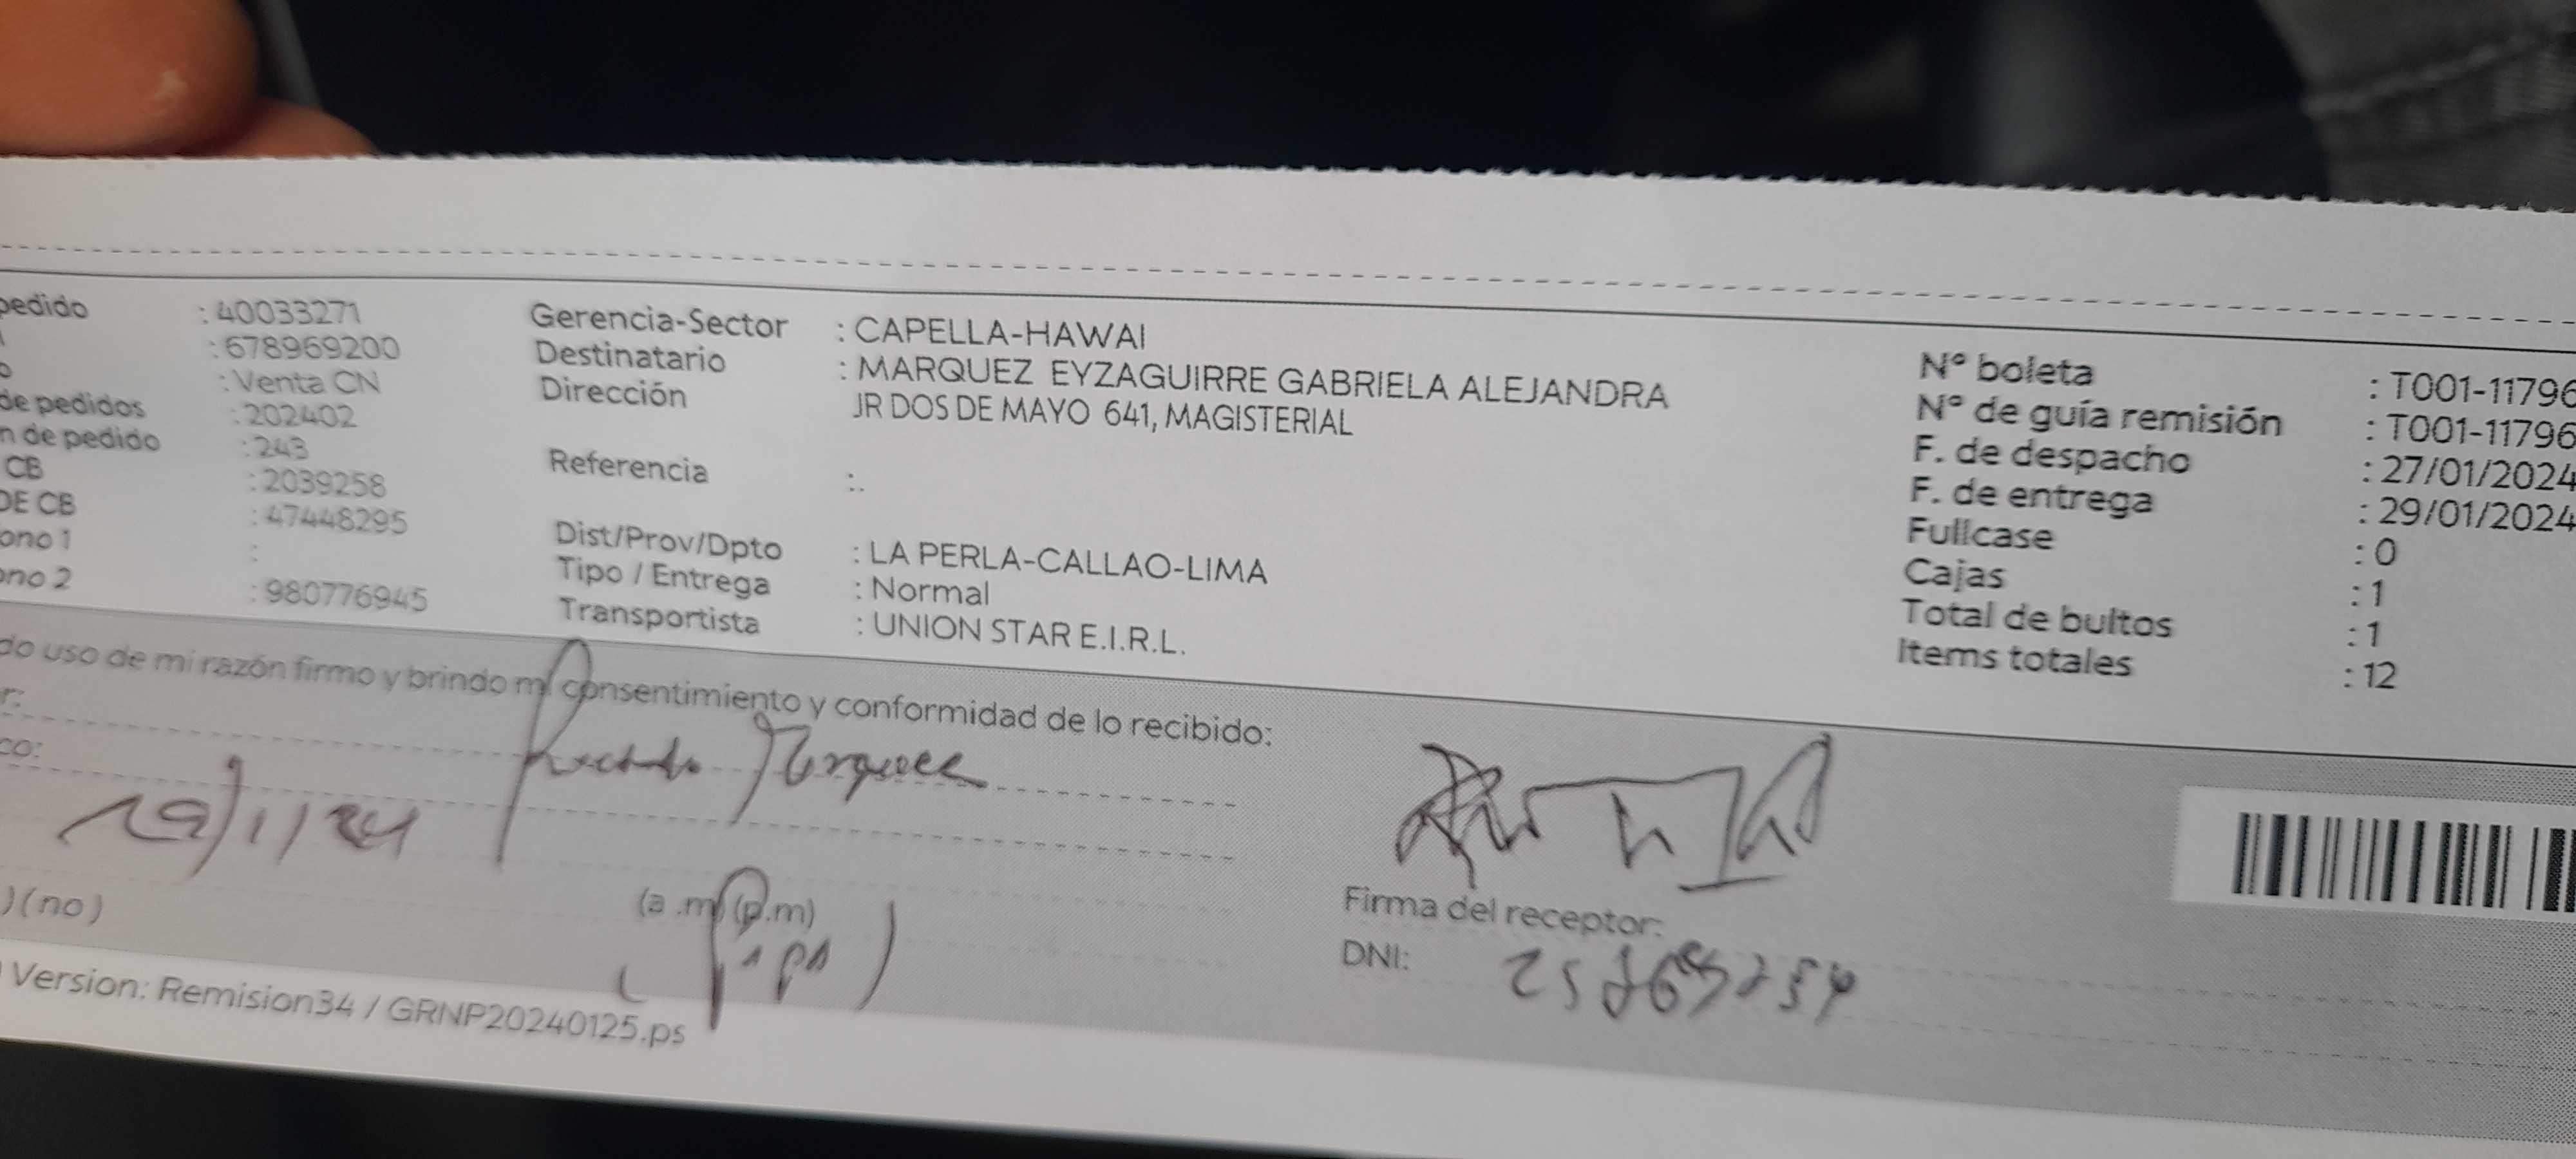 pedido : 40033271
: 678969200
o : Venta CN
de pedidos : 202402
n de pedido : 243
CB : 2039258
DE CB : 47448295
ono 1 :
ono 2 : 980776945
Gerencia-Sector : CAPELLA-HAWAI
Destinatario : MARQUEZ EYZAGUIRRE GABRIELA ALEJANDRA
Dirección JR DOS DE MAYO 641, MAGISTERIAL
Referencia :.
Dist/Prov/Dpto : LA PERLA-CALLAO-LIMA
Tipo / Entrega : Normal
Transportista : UNION STAR E.I.R.L.
Nº boleta : T001-11796
Nº de guía remisión : T001-11796
F. de despacho : 27/01/2024
F. de entrega : 29/01/2024
Fullcase : 0
Cajas : 1
Total de bultos : 1
Items totales : 12
do uso de mi razón firmo y brindo mi consentimiento y conformidad de lo recibido:
r:
co: Marquez
) (no) (a .m) (p.m)
Firma del receptor:
DNI:
Version: Remision34 / GRNP20240125.ps